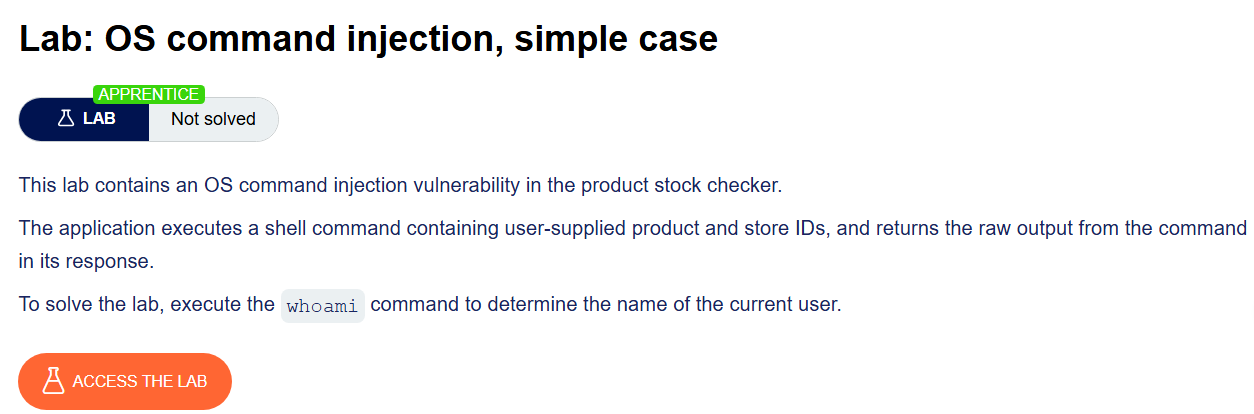 Lab: OS command injection, simple case
APPRENTICE
LAB Not solved
This lab contains an OS command injection vulnerability in the product stock checker.
The application executes a shell command containing user-supplied product and store IDs, and returns the raw output from the command
in its response.
To solve the lab, execute the whoami command to determine the name of the current user.
ACCESS THE LAB